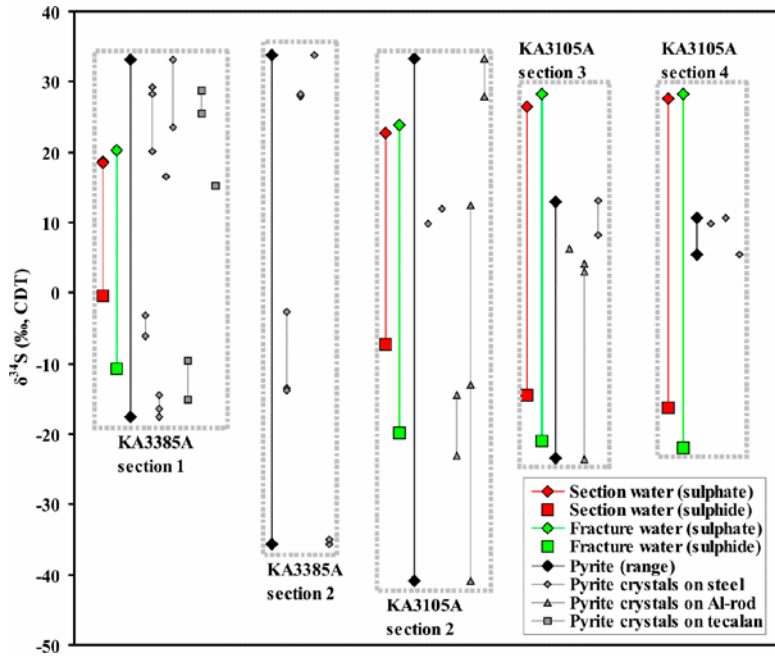 40
30
20
10
0
-10
-20
-30
-40
-50
δ³⁴S (‰, CDT)
KA3105A
section 3
KA3105A
section 4
KA3385A
section 1
KA3385A
section 2
KA3105A
section 2
Section water (sulphate)
Section water (sulphide)
Fracture water (sulphate)
Fracture water (sulphide)
Pyrite (range)
Pyrite crystals on steel
Pyrite crystals on Al-rod
Pyrite crystals on tecalan